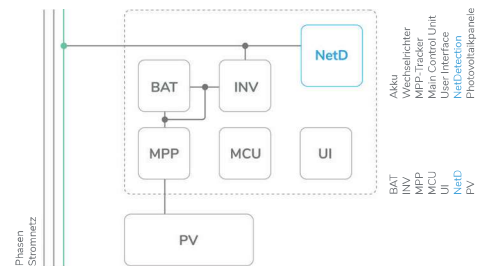 NetD
BAT
INV
MPP
MCU
UI
PV
Phasen
Stromnetz
BAT Akku
INV Wechselrichter
MPP MPP-Tracker
MCU Main Control Unit
UI User Interface
NetD NetDetection
PV Photovoltaikpanele